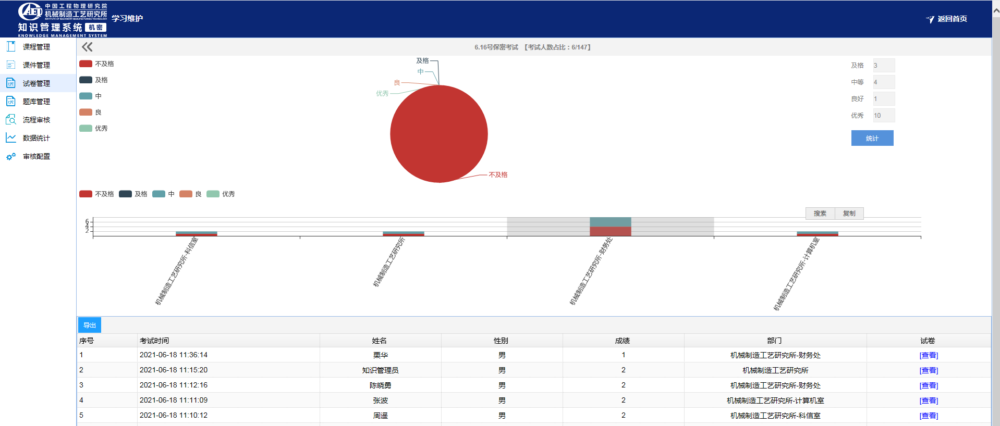 中国工程物理研究院
机械制造工艺研究所
INSTITUTE OF MACHINERY MANUFACTURING TECHNOLOGY
知识管理系统 机密
KNOWLEDGE MANAGEMENT SYSTEM
学习维护
返回首页
课程管理
课件管理
试卷管理
题库管理
流程审核
数据统计
审核配置
6.16号保密考试 【考试人数占比：6/147】
不及格
及格
中
良
优秀
及格
中
良
优秀
不及格
及格 3
中等 4
良好 1
优秀 10
统计
不及格 及格 中 良 优秀
搜索 复制
6
4
2
机械制造工艺研究所-科信室
机械制造工艺研究所
机械制造工艺研究所-财务处
机械制造工艺研究所-计算机室
导出
序号 考试时间 姓名 性别 成绩 部门 试卷
1 2021-06-18 11:36:14 栗华 男 1 机械制造工艺研究所-财务处 [查看]
2 2021-06-18 11:15:20 知识管理员 男 2 机械制造工艺研究所 [查看]
3 2021-06-18 11:12:16 陈晓勇 男 2 机械制造工艺研究所-财务处 [查看]
4 2021-06-18 11:11:09 张波 男 2 机械制造工艺研究所-计算机室 [查看]
5 2021-06-18 11:10:12 周遥 男 2 机械制造工艺研究所-科信室 [查看]